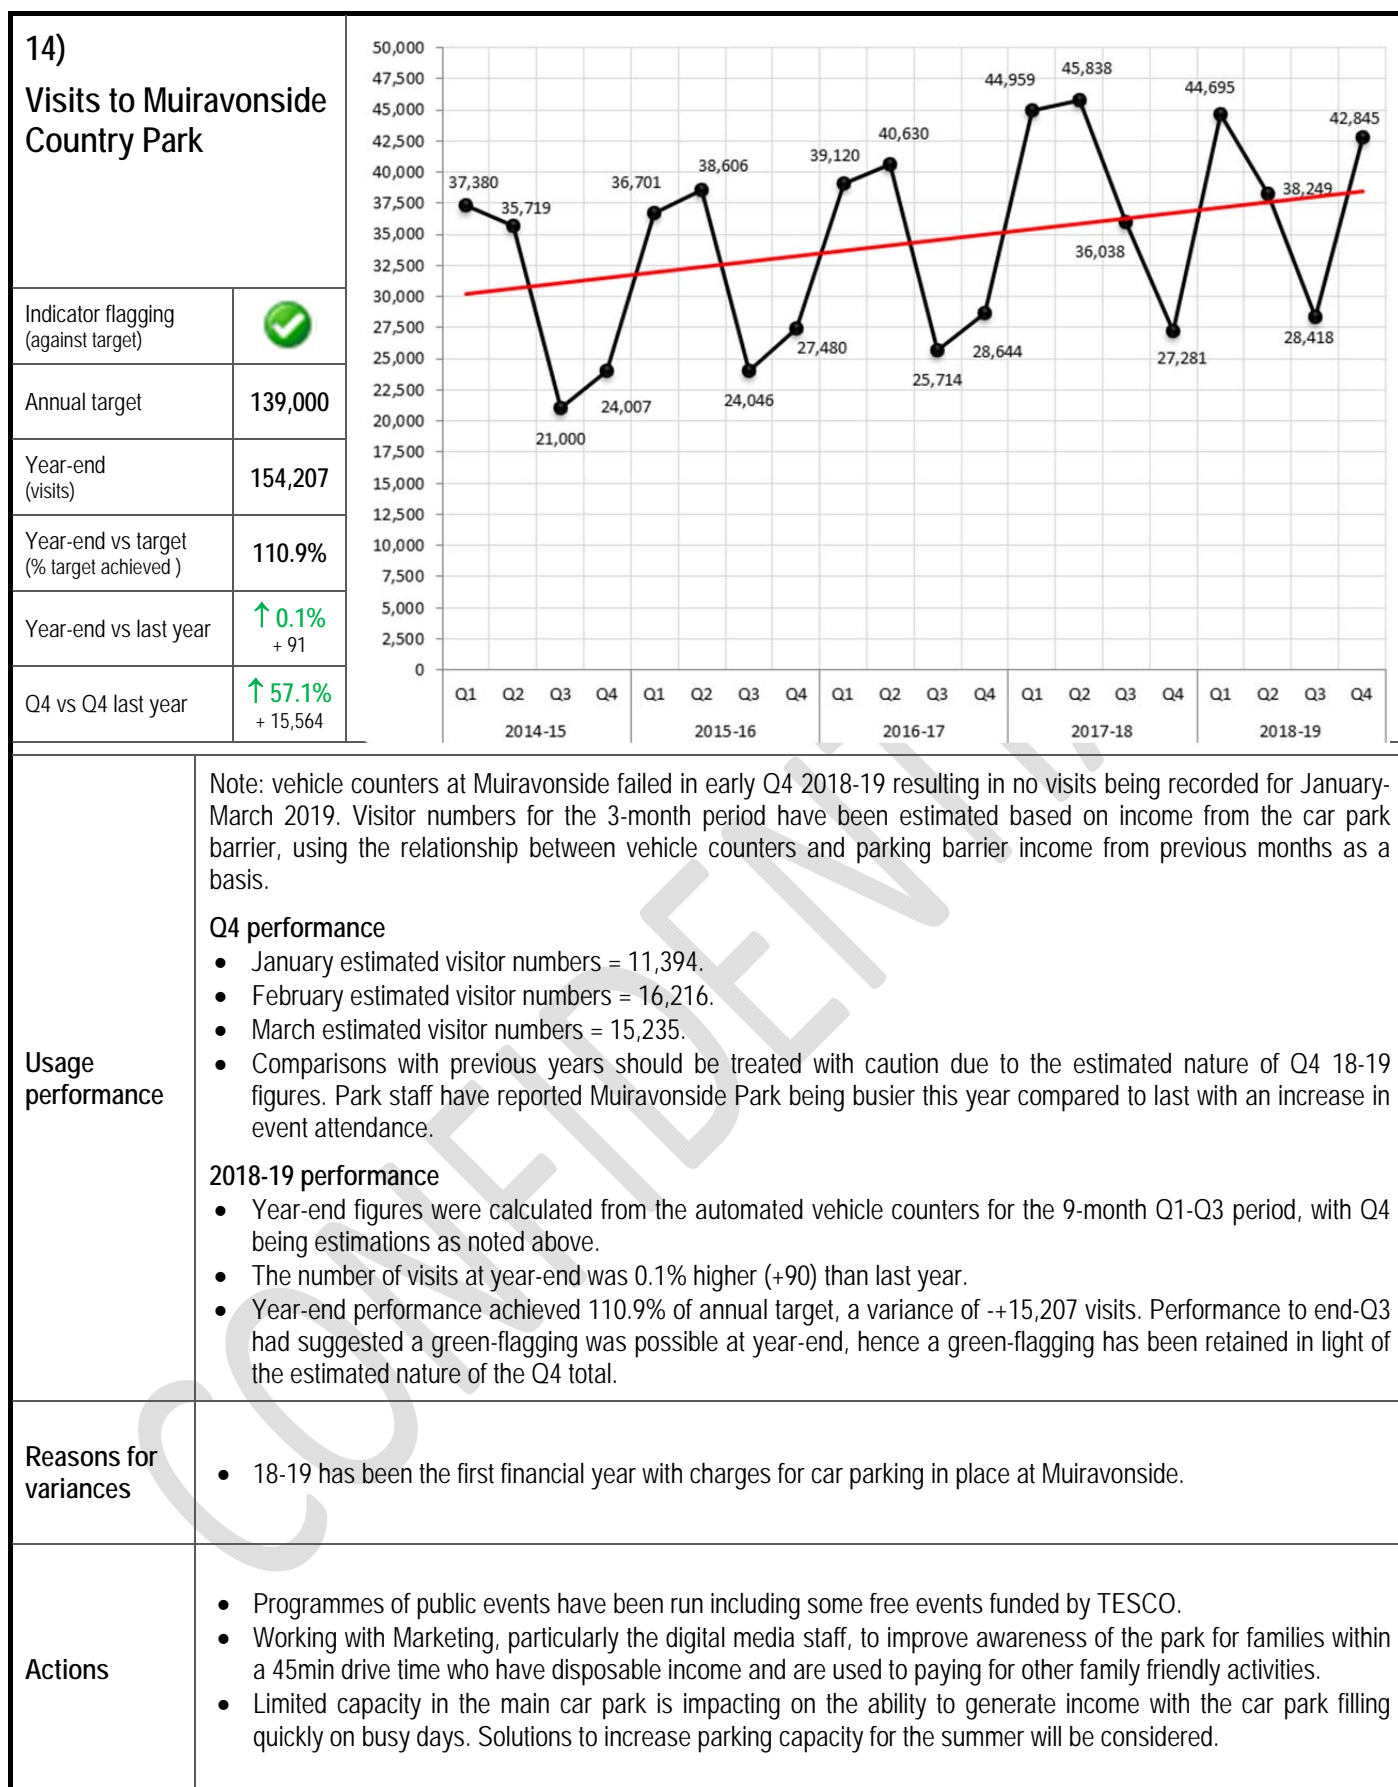 14)
Visits to Muiravonside
Country Park
Indicator flagging
(against target)
Annual target 139,000
Year-end
(visits)
154,207
Year-end vs target
(% target achieved )
110.9%
Year-end vs last year
↑ 0.1%
+ 91
Q4 vs Q4 last year
↑ 57.1%
+ 15,564
50,000
47,500
45,000
42,500
40,000
37,500
35,000
32,500
30,000
27,500
25,000
22,500
20,000
17,500
15,000
12,500
10,000
7,500
5,000
2,500
0
37,380
35,719
21,000
24,007
36,701
38,606
24,046
27,480
39,120
40,630
25,714
28,644
44,959
45,838
36,038
27,281
44,695
38,249
28,418
42,845
Q1 Q2 Q3 Q4 Q1 Q2 Q3 Q4 Q1 Q2 Q3 Q4 Q1 Q2 Q3 Q4 Q1 Q2 Q3 Q4
2014-15 2015-16 2016-17 2017-18 2018-19
Usage
performance
Note: vehicle counters at Muiravonside failed in early Q4 2018-19 resulting in no visits being recorded for January-
March 2019. Visitor numbers for the 3-month period have been estimated based on income from the car park
barrier, using the relationship between vehicle counters and parking barrier income from previous months as a
basis.
Q4 performance
• January estimated visitor numbers = 11,394.
• February estimated visitor numbers = 16,216.
• March estimated visitor numbers = 15,235.
• Comparisons with previous years should be treated with caution due to the estimated nature of Q4 18-19
figures. Park staff have reported Muiravonside Park being busier this year compared to last with an increase in
event attendance.
2018-19 performance
• Year-end figures were calculated from the automated vehicle counters for the 9-month Q1-Q3 period, with Q4
being estimations as noted above.
• The number of visits at year-end was 0.1% higher (+90) than last year.
• Year-end performance achieved 110.9% of annual target, a variance of -+15,207 visits. Performance to end-Q3
had suggested a green-flagging was possible at year-end, hence a green-flagging has been retained in light of
the estimated nature of the Q4 total.
Reasons for
variances
• 18-19 has been the first financial year with charges for car parking in place at Muiravonside.
Actions
• Programmes of public events have been run including some free events funded by TESCO.
• Working with Marketing, particularly the digital media staff, to improve awareness of the park for families within
a 45min drive time who have disposable income and are used to paying for other family friendly activities.
• Limited capacity in the main car park is impacting on the ability to generate income with the car park filling
quickly on busy days. Solutions to increase parking capacity for the summer will be considered.